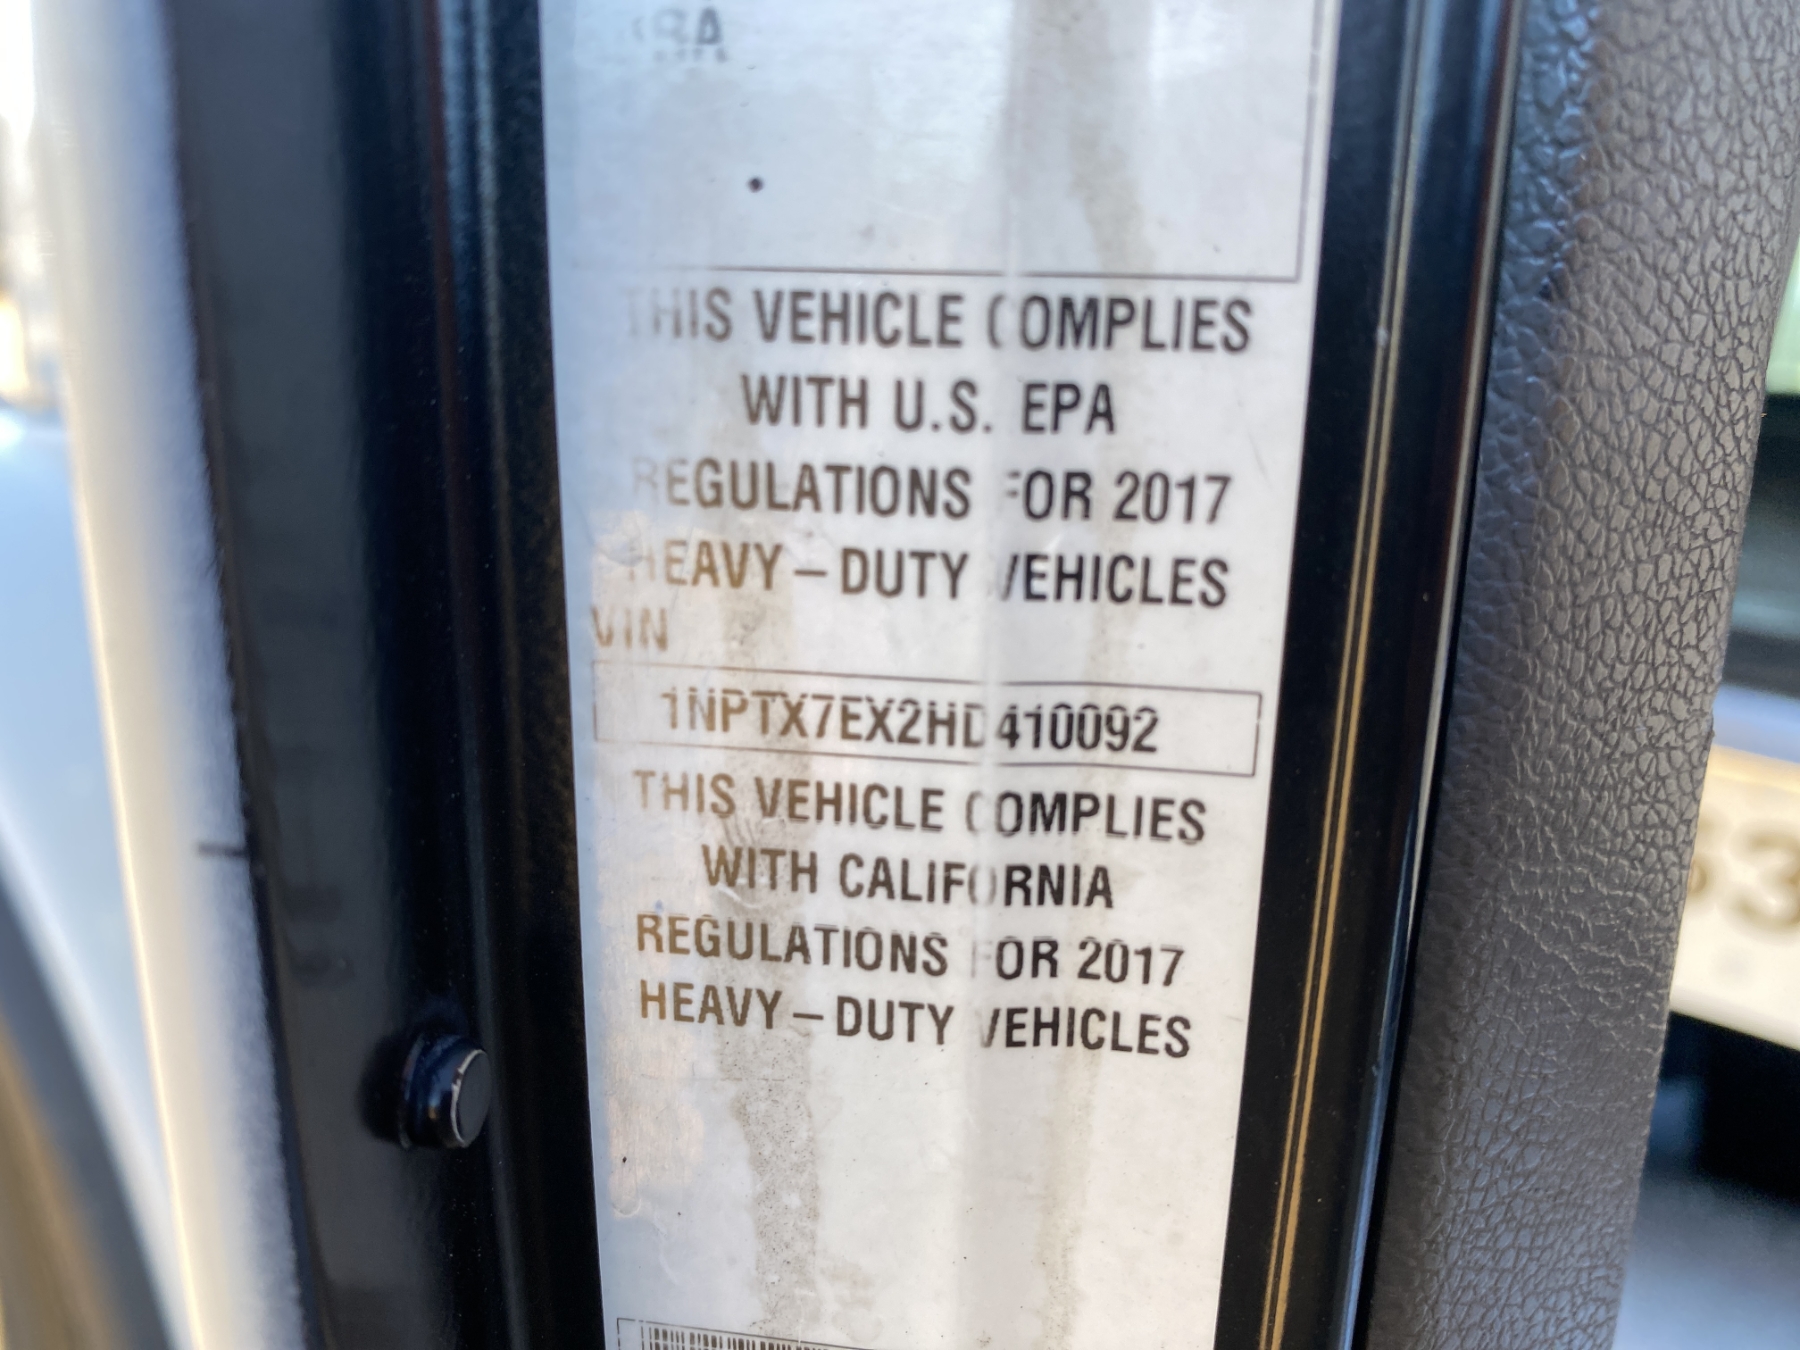 THIS VEHICLE COMPLIES
WITH U.S. EPA
REGULATIONS FOR 2017
HEAVY-DUTY VEHICLES
VIN
1NPTX7EX2HD410092
THIS VEHICLE COMPLIES
WITH CALIFORNIA
REGULATIONS FOR 2017
HEAVY-DUTY VEHICLES